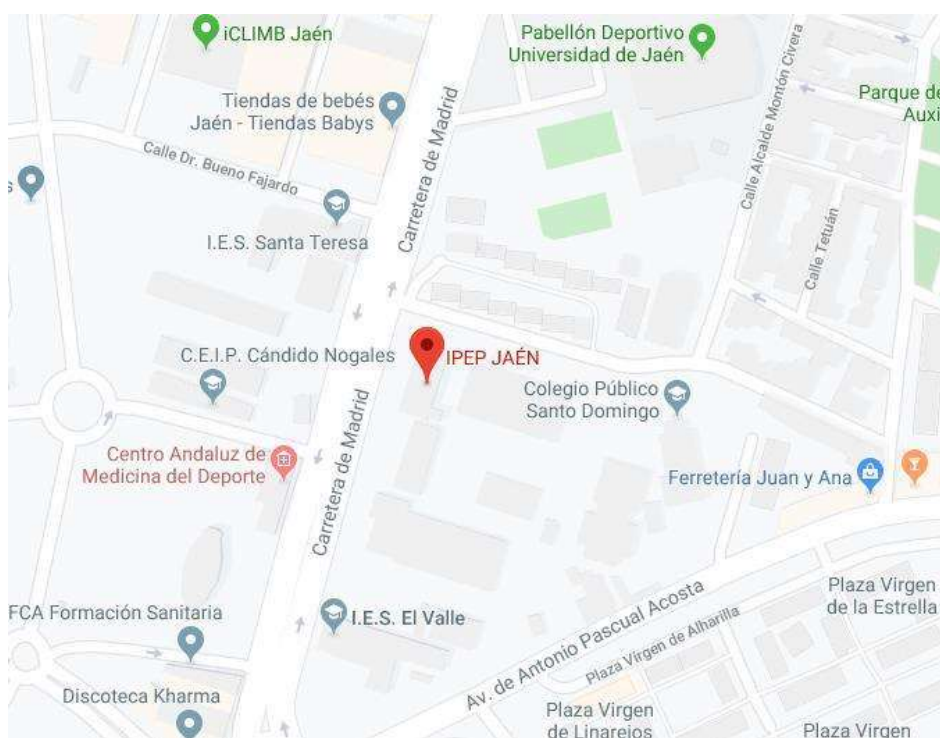 iCLIMB Jaén
Pabellón Deportivo
Universidad de Jaén
Tiendas de bebés
Jaén - Tiendas Babys
Carretera de Madrid
Calle Alcalde Montón Civera
Parque de
Auxi
Calle Dr. Bueno Fajardo
s
I.E.S. Santa Teresa
Calle Tetuán
C.E.I.P. Cándido Nogales
IPEP JAÉN
Colegio Público
Santo Domingo
Carretera de Madrid
Centro Andaluz de
Medicina del Deporte
Ferretería Juan y Ana
Plaza Virgen
de la Estrella
FCA Formación Sanitaria
I.E.S. El Valle
Av. de Antonio Pascual Acosta
Plaza Virgen de Alharilla
Discoteca Kharma
Plaza Virgen
de Linarejos
Plaza Virgen